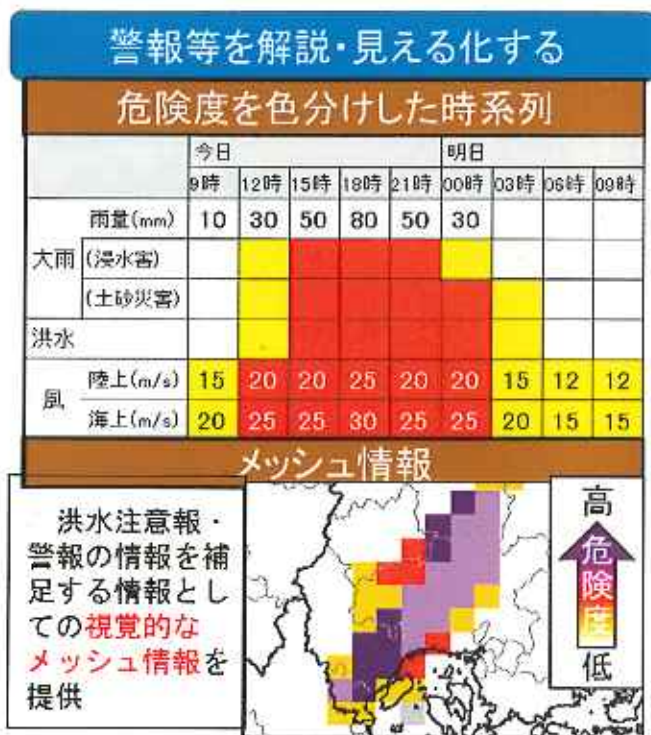 警報等を解説・見える化する
危険度を色分けした時系列
今日 明日
9時 12時 15時 18時 21時 00時 03時 06時 09時
大雨 雨量(mm) 10 30 50 80 50 30
(浸水害)
(土砂災害)
洪水
風 陸上(m/s) 15 20 20 25 20 20 15 12 12
海上(m/s) 20 25 25 30 25 25 20 15 15
メッシュ情報
洪水注意報・
警報の情報を補
足する情報とし
ての視覚的な
メッシュ情報を
提供
高
危険度
低